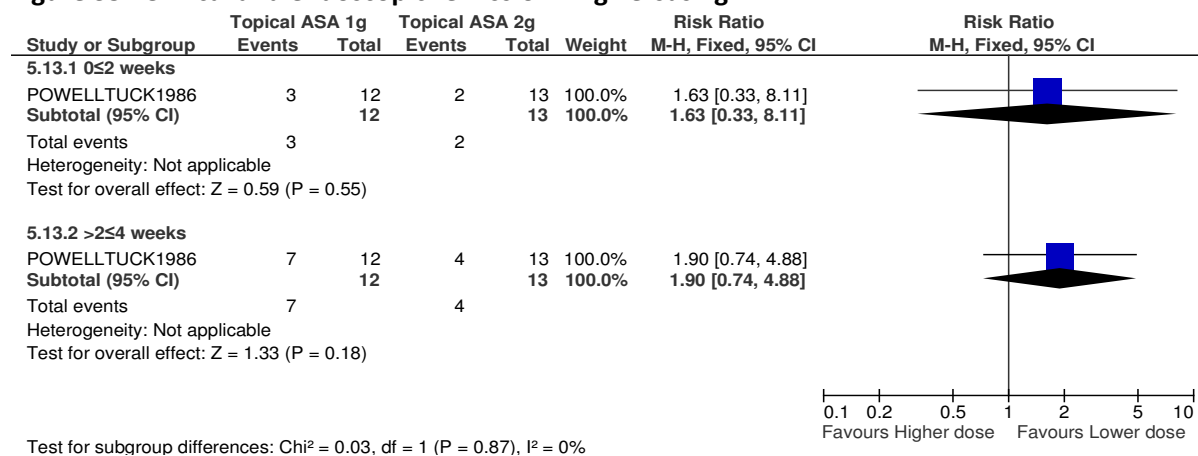 Topical ASA 1g Topical ASA 2g Risk Ratio Risk Ratio
Study or Subgroup Events Total Events Total Weight M-H, Fixed, 95% CI M-H, Fixed, 95% CI
5.13.1 0≤2 weeks
POWELLTUCK1986 3 12 2 13 100.0% 1.63 [0.33, 8.11]
Subtotal (95% CI) 12 13 100.0% 1.63 [0.33, 8.11]
Total events 3 2
Heterogeneity: Not applicable
Test for overall effect: Z = 0.59 (P = 0.55)
5.13.2 >2≤4 weeks
POWELLTUCK1986 7 12 4 13 100.0% 1.90 [0.74, 4.88]
Subtotal (95% CI) 12 13 100.0% 1.90 [0.74, 4.88]
Total events 7 4
Heterogeneity: Not applicable
Test for overall effect: Z = 1.33 (P = 0.18)
0.1 0.2 0.5 1 2 5 10
Favours Higher dose Favours Lower dose
Test for subgroup differences: Chi² = 0.03, df = 1 (P = 0.87), I² = 0%